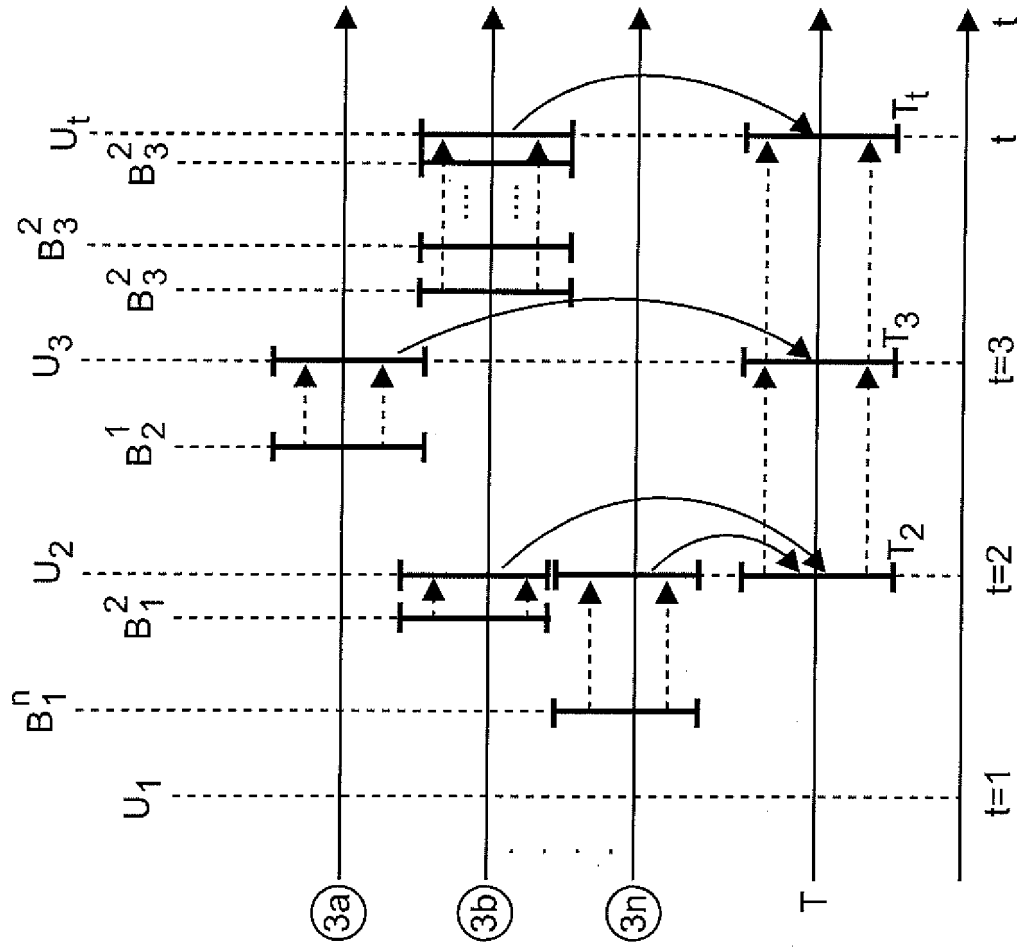 U₁
B₁ⁿ
B₁²
U₂
B₂¹
U₃
B₃²
B₃²
B₃²
Uₜ
3a
3b
3n
T
T₂
T₃
Tₜ
t=1
t=2
t=3
t
t